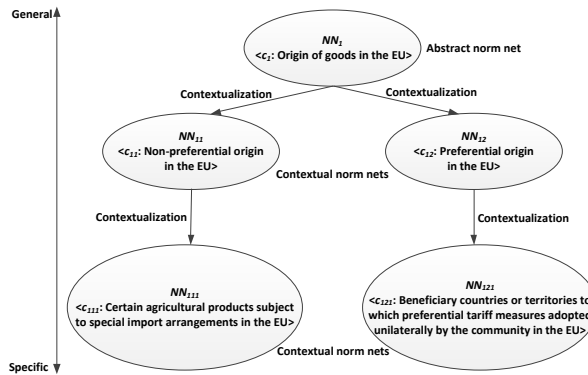 General
NN1
<c1: Origin of goods in the EU>
Abstract norm net
Contextualization
Contextualization
NN11
<c11: Non-preferential origin
in the EU>
NN12
<c12: Preferential origin
in the EU>
Contextual norm nets
Contextualization
Contextualization
NN111
<c111: Certain agricultural products subject
to special import arrangements in the EU>
NN121
<c121: Beneficiary countries or territories to
which preferential tariff measures adopted
unilaterally by the community in the EU>
Contextual norm nets
Specific